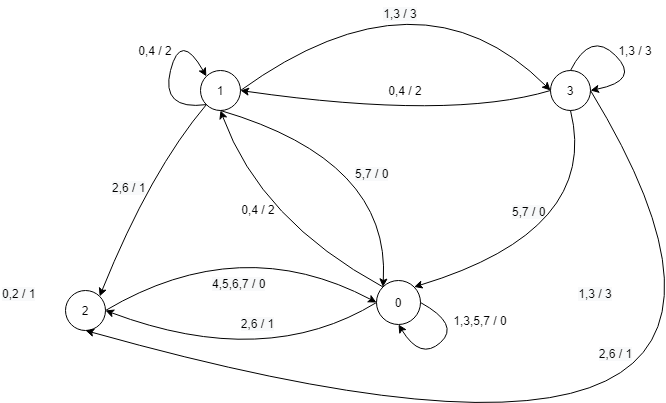 1,3 / 3
0,4 / 2
1,3 / 3
1
0,4 / 2
3
5,7 / 0
2,6 / 1
0,4 / 2
5,7 / 0
4,5,6,7 / 0
0,2 / 1
1,3 / 3
2
0
2,6 / 1
1,3,5,7 / 0
2,6 / 1